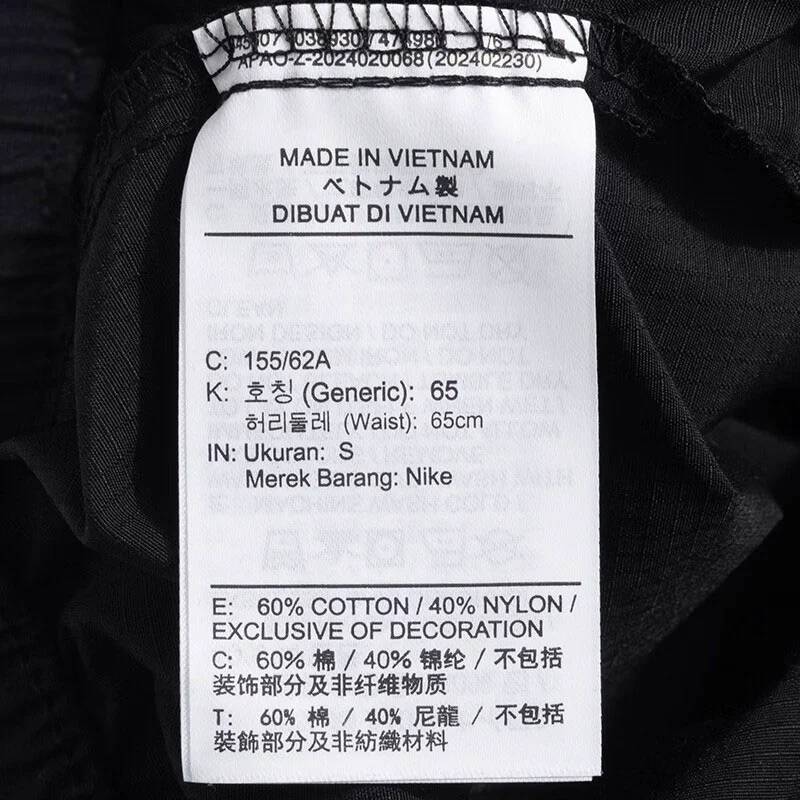 APAO-Z-2024020068 (202402230)
MADE IN VIETNAM
ベトナム製
DIBUAT DI VIETNAM
C: 155/62A
K: 호칭 (Generic): 65
허리둘레 (Waist): 65cm
IN: Ukuran: S
Merek Barang: Nike
E: 60% COTTON / 40% NYLON /
EXCLUSIVE OF DECORATION
C: 60% 棉 / 40% 锦纶 / 不包括
装饰部分及非纤维物质
T: 60% 棉 / 40% 尼龍 / 不包括
裝飾部分及非紡織材料